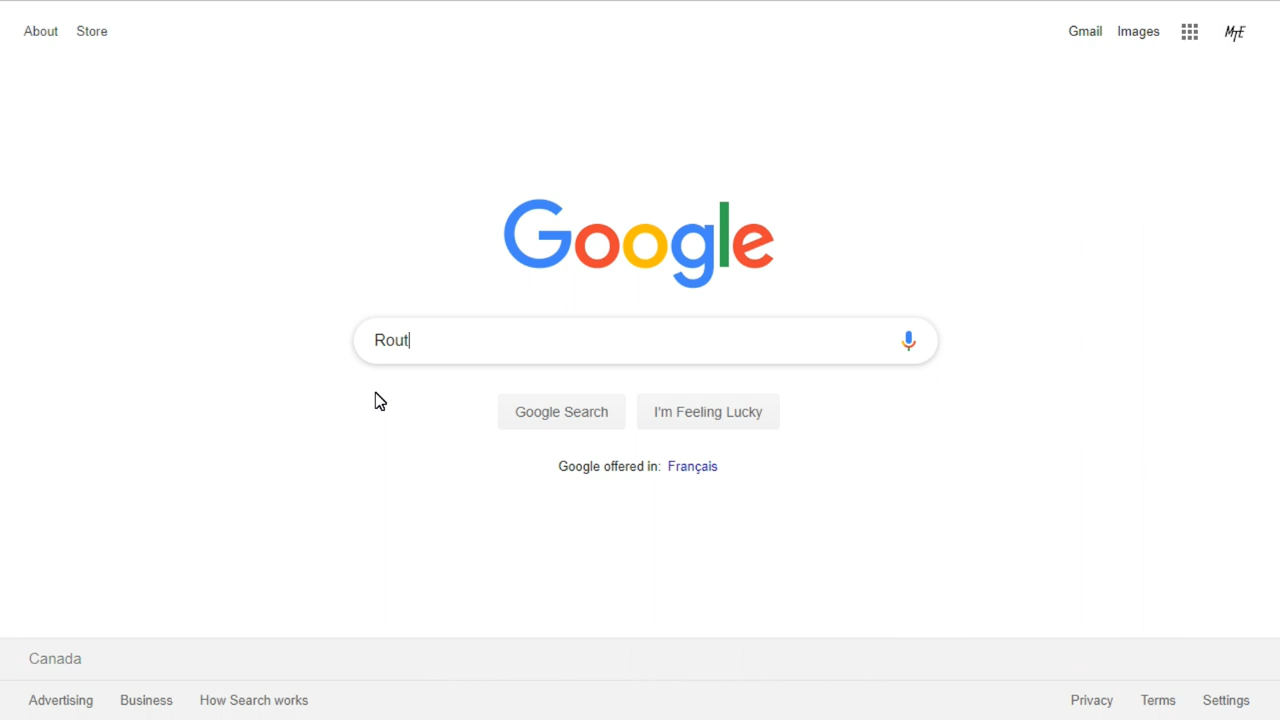 About Store
Gmail Images MTE
Google
Rout
Google Search I'm Feeling Lucky
Google offered in: Français
Canada
Advertising Business How Search works
Privacy Terms Settings